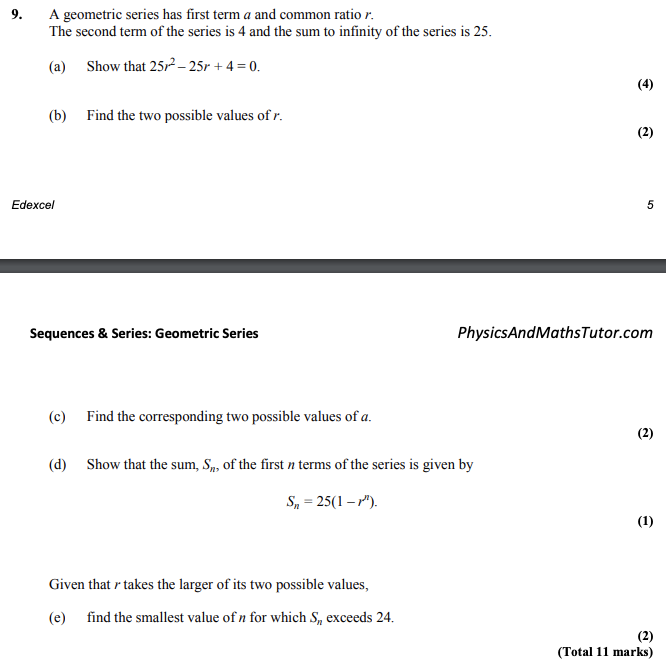 9. A geometric series has first term a and common ratio r.
The second term of the series is 4 and the sum to infinity of the series is 25.
(a) Show that 25r² – 25r + 4 = 0.
(4)
(b) Find the two possible values of r.
(2)
Edexcel 5
Sequences & Series: Geometric Series PhysicsAndMathsTutor.com
(c) Find the corresponding two possible values of a.
(2)
(d) Show that the sum, Sₙ, of the first n terms of the series is given by
Sₙ = 25(1 – rⁿ).
(1)
Given that r takes the larger of its two possible values,
(e) find the smallest value of n for which Sₙ exceeds 24.
(2)
(Total 11 marks)